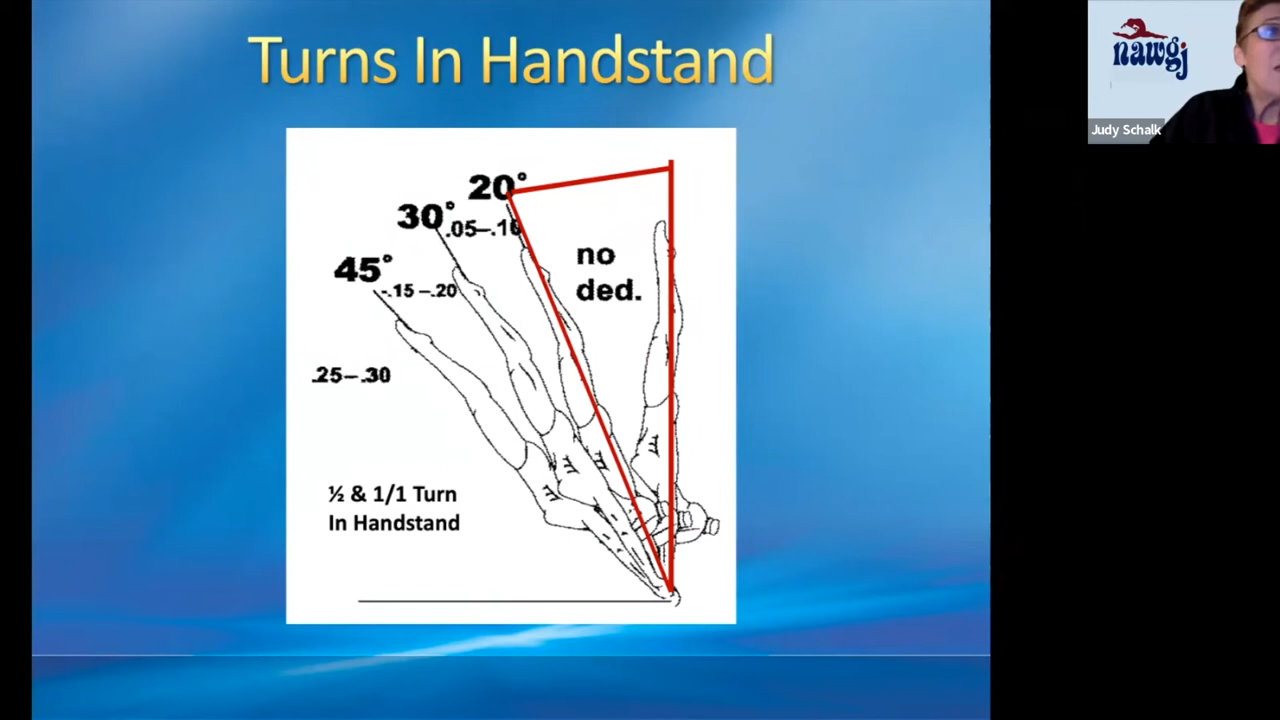 Turns In Handstand
20°
30°
.05–.10
45°
-.15 –.20
no
ded.
.25–.30
½ & 1/1 Turn
In Handstand
nawgj
Judy Schalk